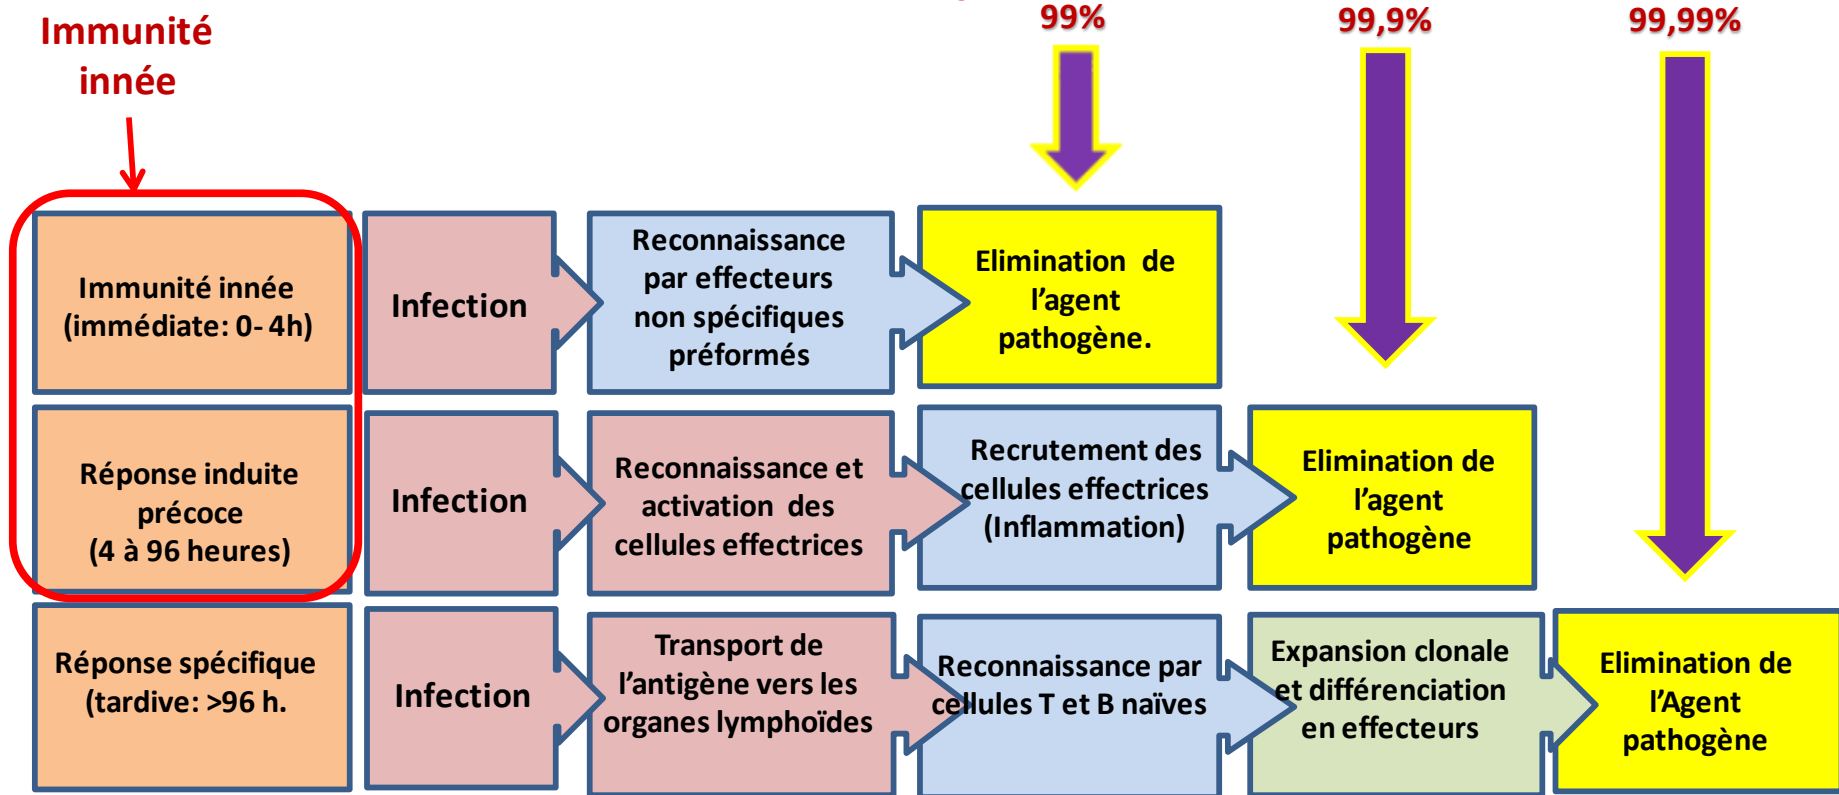 Immunité
innée
99%
99,9%
99,99%
Immunité innée
(immédiate: 0- 4h)
Infection
Reconnaissance
par effecteurs
non spécifiques
préformés
Elimination de
l'agent
pathogène.
Réponse induite
précoce
(4 à 96 heures)
Infection
Reconnaissance et
activation des
cellules effectrices
Recrutement des
cellules effectrices
(Inflammation)
Elimination de
l'agent
pathogène
Réponse spécifique
(tardive: >96 h.
Infection
Transport de
l'antigène vers les
organes lymphoïdes
Reconnaissance par
cellules T et B naïves
Expansion clonale
et différenciation
en effecteurs
Elimination de
l'Agent
pathogène